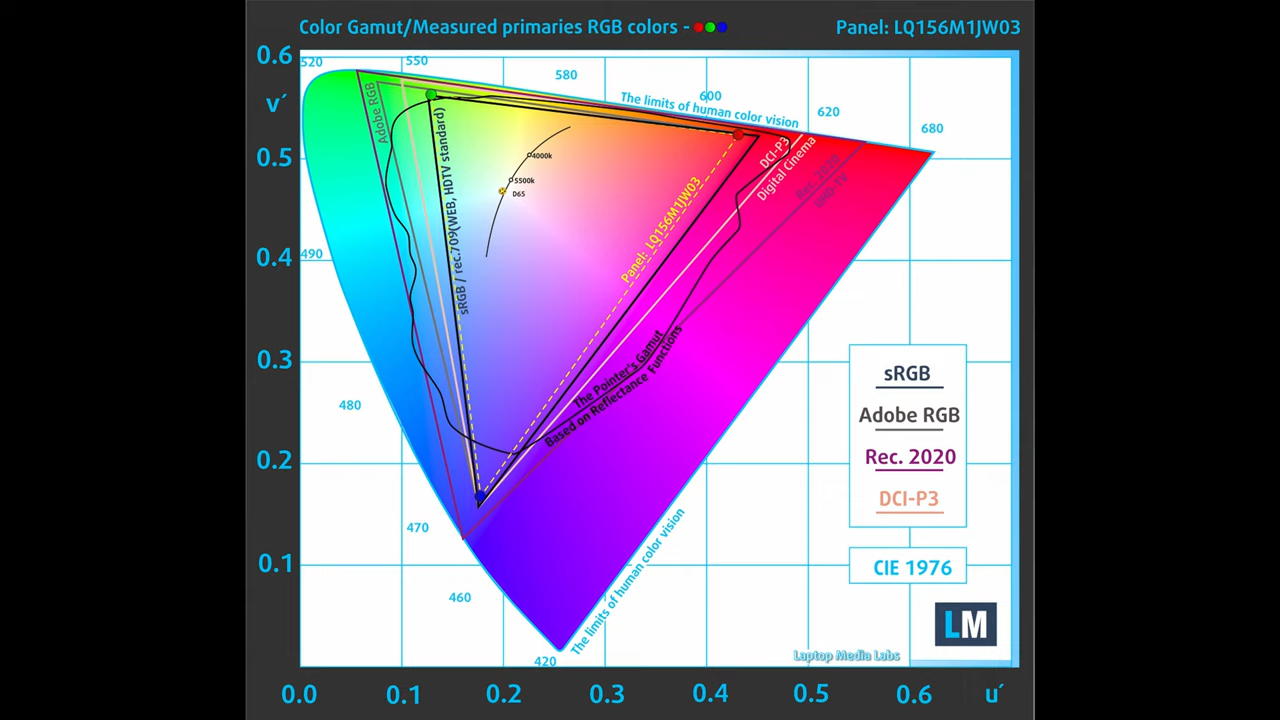 Color Gamut/Measured primaries RGB colors -
Panel: LQ156M1JW03
0.6
520
550
580
600
The limits of human color vision
620
680
v´
Adobe RGB
sRGB / rec.709(WEB, HDTV standard)
4000k
5500k
D65
Panel: LQ156M1JW03
DCI-P3
Digital Cinema
Rec. 2020
UHD-TV
0.5
490
0.4
0.3
The Pointer's Gamut
Based on Reflectance Functions
480
0.2
470
0.1
460
The limits of human color vision
420
sRGB
Adobe RGB
Rec. 2020
DCI-P3
CIE 1976
LM
Laptop Media Labs
0.0
0.1
0.2
0.3
0.4
0.5
0.6
u´